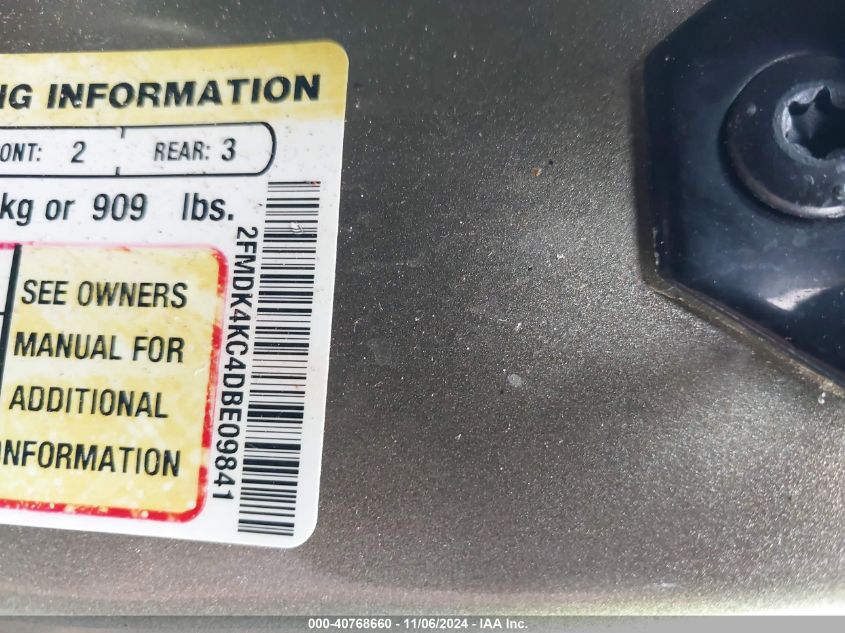 NG INFORMATION
ONT: 2 REAR: 3
kg or 909 lbs.
SEE OWNERS
MANUAL FOR
ADDITIONAL
INFORMATION
2FMDK4KC4DBE09841
000-40768660 - 11/06/2024 - IAA Inc.